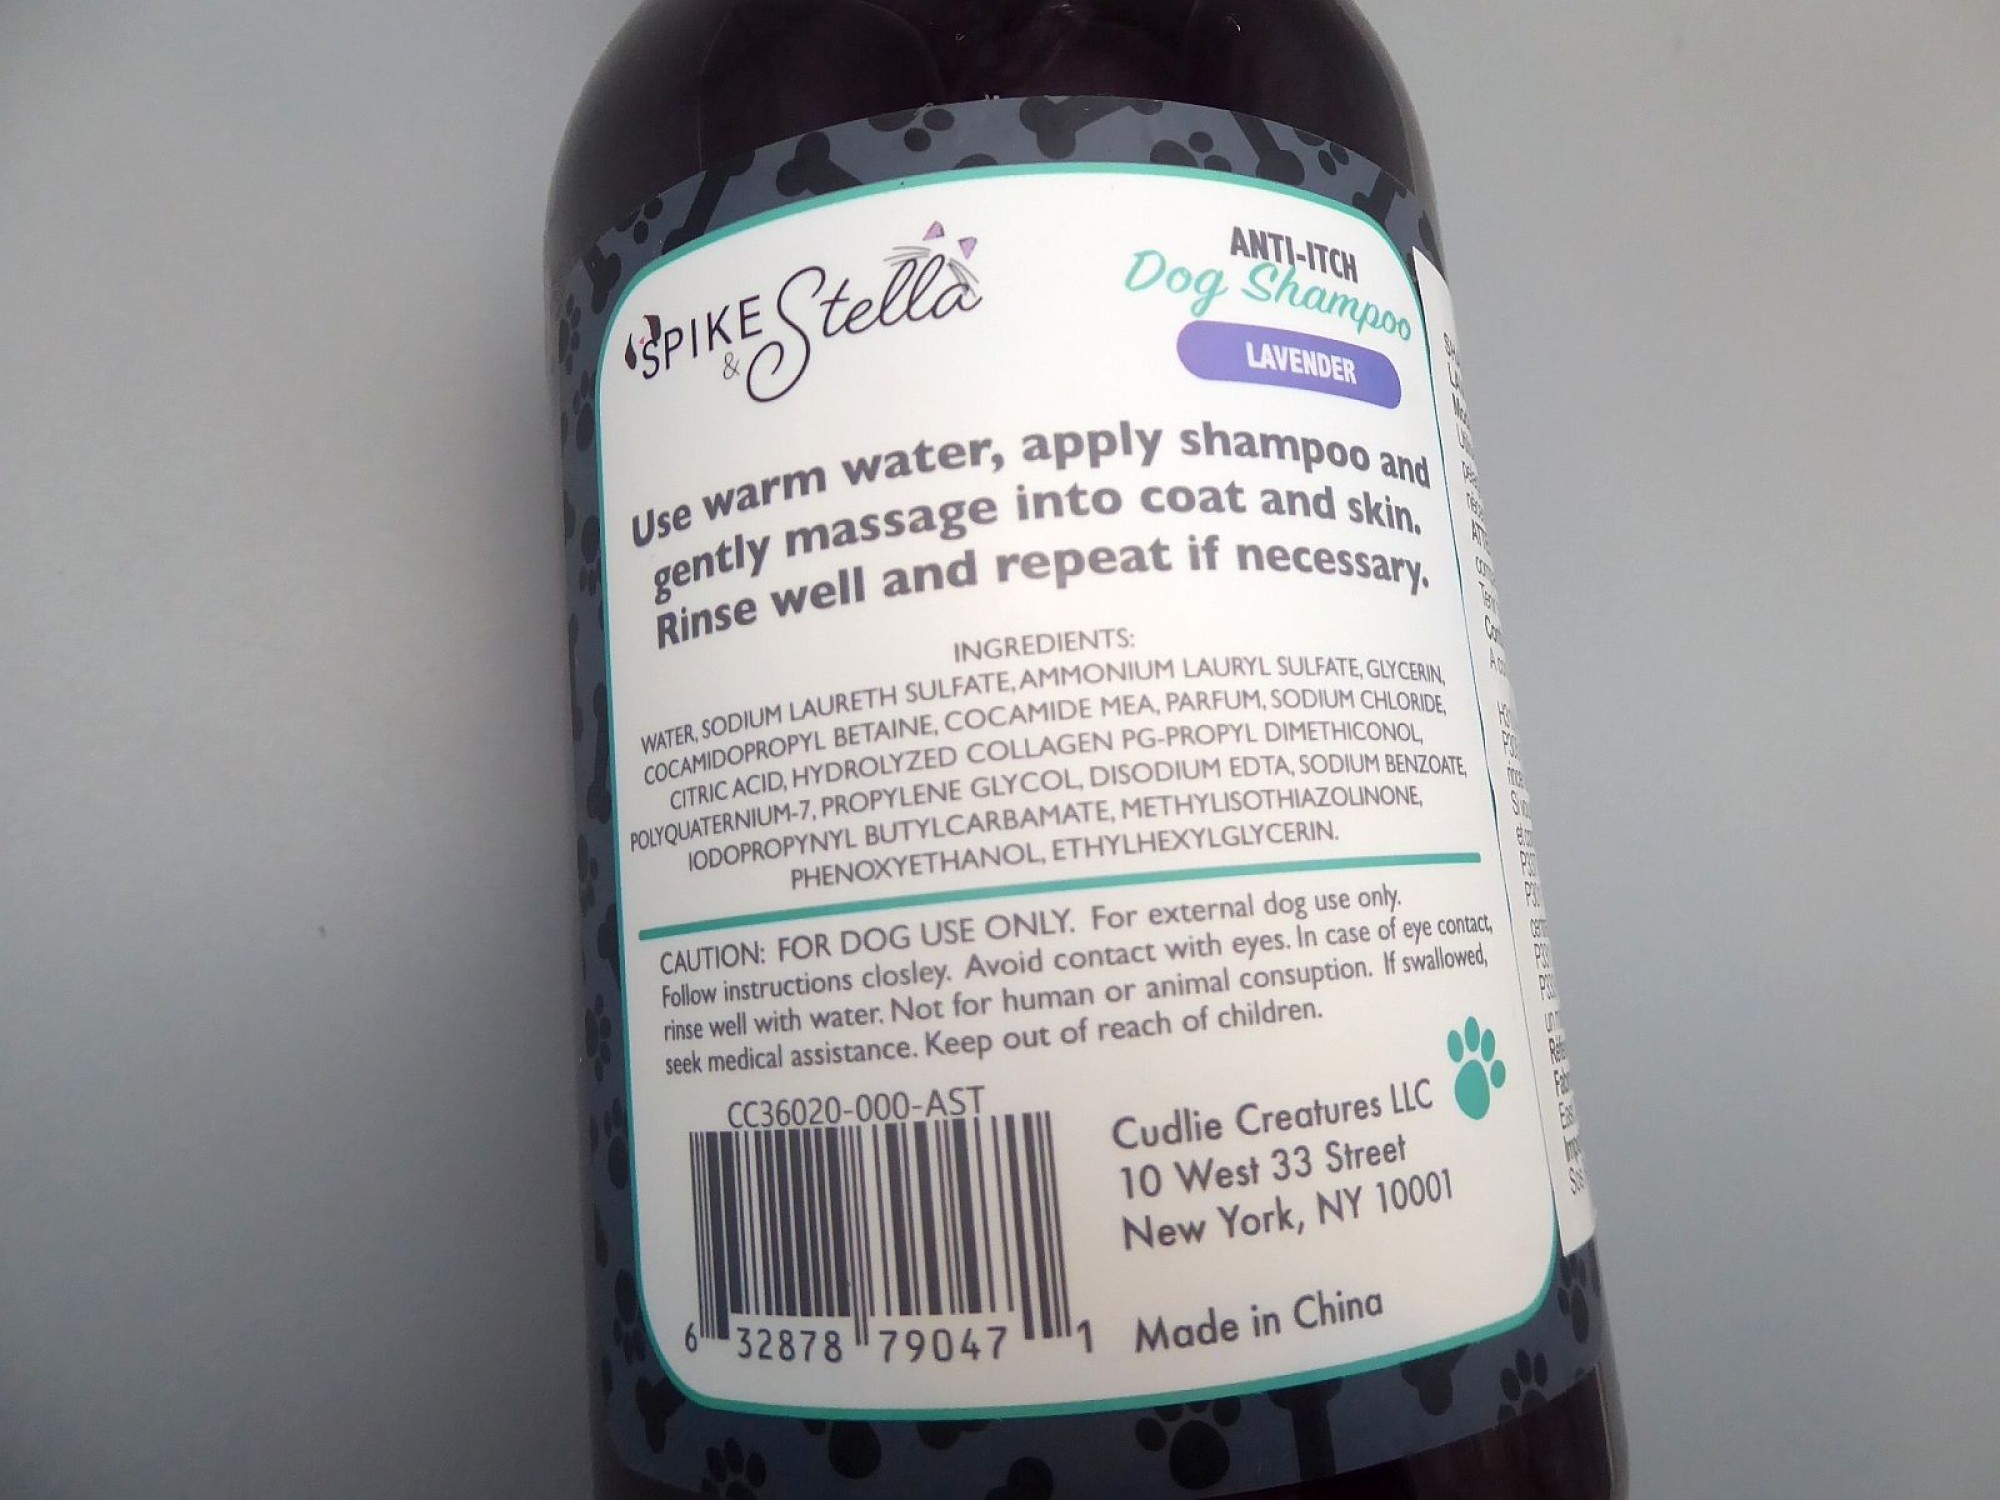 SPIKE & Stella
ANTI-ITCH
Dog Shampoo
LAVENDER
Use warm water, apply shampoo and
gently massage into coat and skin.
Rinse well and repeat if necessary.
INGREDIENTS:
WATER, SODIUM LAURETH SULFATE, AMMONIUM LAURYL SULFATE, GLYCERIN,
COCAMIDOPROPYL BETAINE, COCAMIDE MEA, PARFUM, SODIUM CHLORIDE,
CITRIC ACID, HYDROLYZED COLLAGEN PG-PROPYL DIMETHICONOL,
POLYQUATERNIUM-7, PROPYLENE GLYCOL, DISODIUM EDTA, SODIUM BENZOATE,
IODOPROPYNYL BUTYLCARBAMATE, METHYLISOTHIAZOLINONE,
PHENOXYETHANOL, ETHYLHEXYLGLYCERIN.
CAUTION: FOR DOG USE ONLY. For external dog use only.
Follow instructions closley. Avoid contact with eyes. In case of eye contact,
rinse well with water. Not for human or animal consuption. If swallowed,
seek medical assistance. Keep out of reach of children.
CC36020-000-AST
6 32878 79047 1
Cudlie Creatures LLC
10 West 33 Street
New York, NY 10001
Made in China